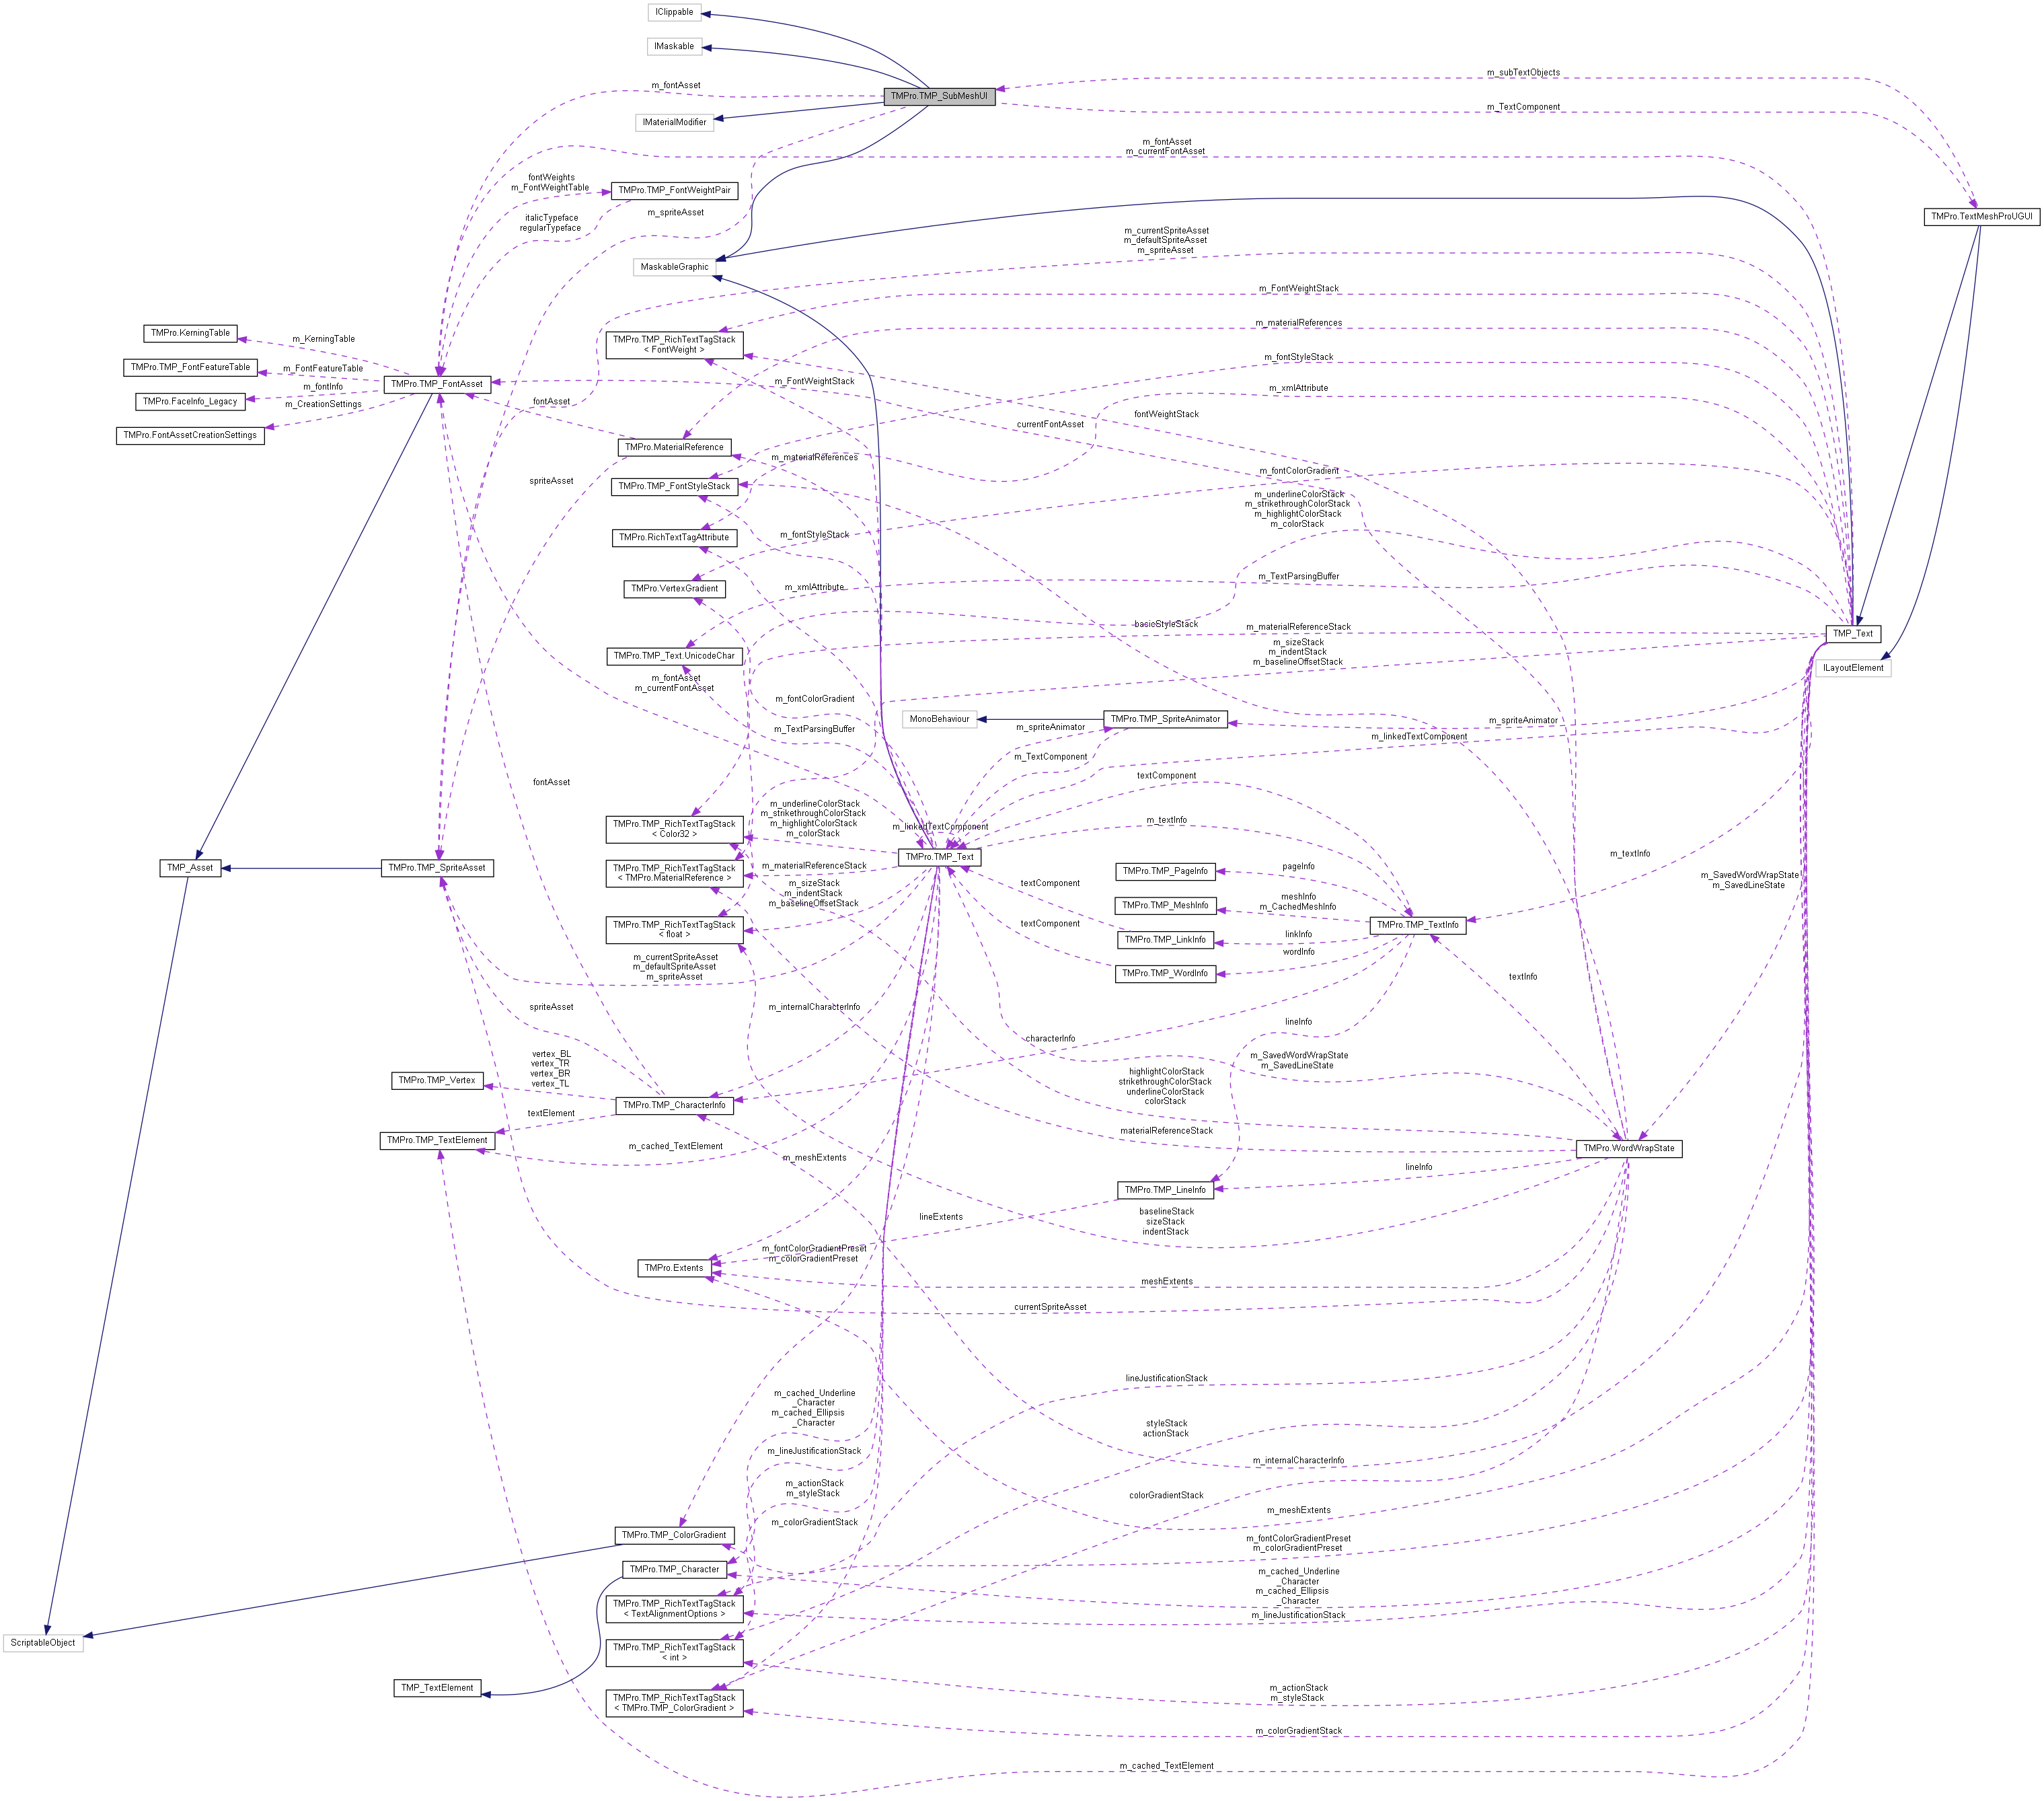 IClippable
IMaskable
m_subTextObjects
m_fontAsset
TMPro.TMP_SubMeshUI
m_TextComponent
IMaterialModifier
m_fontAsset
m_currentFontAsset
fontWeights
m_FontWeightTable
TMPro.TMP_FontWeightPair
italicTypeface
regularTypeface
m_spriteAsset
TMPro.TextMeshProUGUI
m_currentSpriteAsset
m_defaultSpriteAsset
m_spriteAsset
MaskableGraphic
m_FontWeightStack
TMPro.KerningTable
m_KerningTable
TMPro.TMP_RichTextTagStack
< FontWeight >
m_materialReferences
TMPro.TMP_FontFeatureTable
m_FontFeatureTable
m_fontStyleStack
TMPro.TMP_FontAsset
m_FontWeightStack
m_fontInfo
m_xmlAttribute
TMPro.FaceInfo_Legacy
m_CreationSettings
fontAsset
fontWeightStack
currentFontAsset
TMPro.FontAssetCreationSettings
TMPro.MaterialReference
m_materialReferences
m_fontColorGradient
spriteAsset
TMPro.TMP_FontStyleStack
m_underlineColorStack
m_strikethroughColorStack
m_highlightColorStack
m_colorStack
TMPro.RichTextTagAttribute
m_fontStyleStack
m_TextParsingBuffer
TMPro.VertexGradient
m_xmlAttribute
basicStyleStack
m_materialReferenceStack
TMP_Text
m_sizeStack
m_indentStack
m_baselineOffsetStack
TMPro.TMP_Text.UnicodeChar
ILayoutElement
m_fontAsset
m_currentFontAsset
m_fontColorGradient
MonoBehaviour
TMPro.TMP_SpriteAnimator
m_spriteAnimator
m_spriteAnimator
m_TextParsingBuffer
m_linkedTextComponent
m_TextComponent
textComponent
fontAsset
m_underlineColorStack
m_strikethroughColorStack
m_highlightColorStack
m_colorStack
TMPro.TMP_RichTextTagStack
< Color32 >
m_linkedTextComponent
m_textInfo
TMPro.TMP_Text
m_textInfo
TMP_Asset
TMPro.TMP_SpriteAsset
TMPro.TMP_RichTextTagStack
< TMPro.MaterialReference >
m_materialReferenceStack
TMPro.TMP_PageInfo
pageInfo
m_SavedWordWrapState
m_SavedLineState
m_sizeStack
m_indentStack
m_baselineOffsetStack
textComponent
meshInfo
m_CachedMeshInfo
TMPro.TMP_MeshInfo
TMPro.TMP_RichTextTagStack
< float >
textComponent
TMPro.TMP_TextInfo
linkInfo
TMPro.TMP_LinkInfo
wordInfo
m_currentSpriteAsset
m_defaultSpriteAsset
m_spriteAsset
TMPro.TMP_WordInfo
textInfo
spriteAsset
m_internalCharacterInfo
lineInfo
characterInfo
vertex_BL
vertex_TR
vertex_BR
vertex_TL
m_SavedWordWrapState
m_SavedLineState
TMPro.TMP_Vertex
highlightColorStack
strikethroughColorStack
underlineColorStack
colorStack
TMPro.TMP_CharacterInfo
textElement
materialReferenceStack
TMPro.TMP_TextElement
m_cached_TextElement
m_meshExtents
TMPro.WordWrapState
lineInfo
TMPro.TMP_LineInfo
lineExtents
baselineStack
sizeStack
indentStack
m_fontColorGradientPreset
m_colorGradientPreset
TMPro.Extents
meshExtents
currentSpriteAsset
lineJustificationStack
m_cached_Underline
_Character
m_cached_Ellipsis
_Character
styleStack
actionStack
m_lineJustificationStack
m_internalCharacterInfo
m_actionStack
m_styleStack
colorGradientStack
m_meshExtents
m_colorGradientStack
TMPro.TMP_ColorGradient
m_fontColorGradientPreset
m_colorGradientPreset
TMPro.TMP_Character
m_cached_Underline
_Character
m_cached_Ellipsis
_Character
TMPro.TMP_RichTextTagStack
< TextAlignmentOptions >
m_lineJustificationStack
ScriptableObject
TMPro.TMP_RichTextTagStack
< int >
TMP_TextElement
m_actionStack
m_styleStack
TMPro.TMP_RichTextTagStack
< TMPro.TMP_ColorGradient >
m_colorGradientStack
m_cached_TextElement